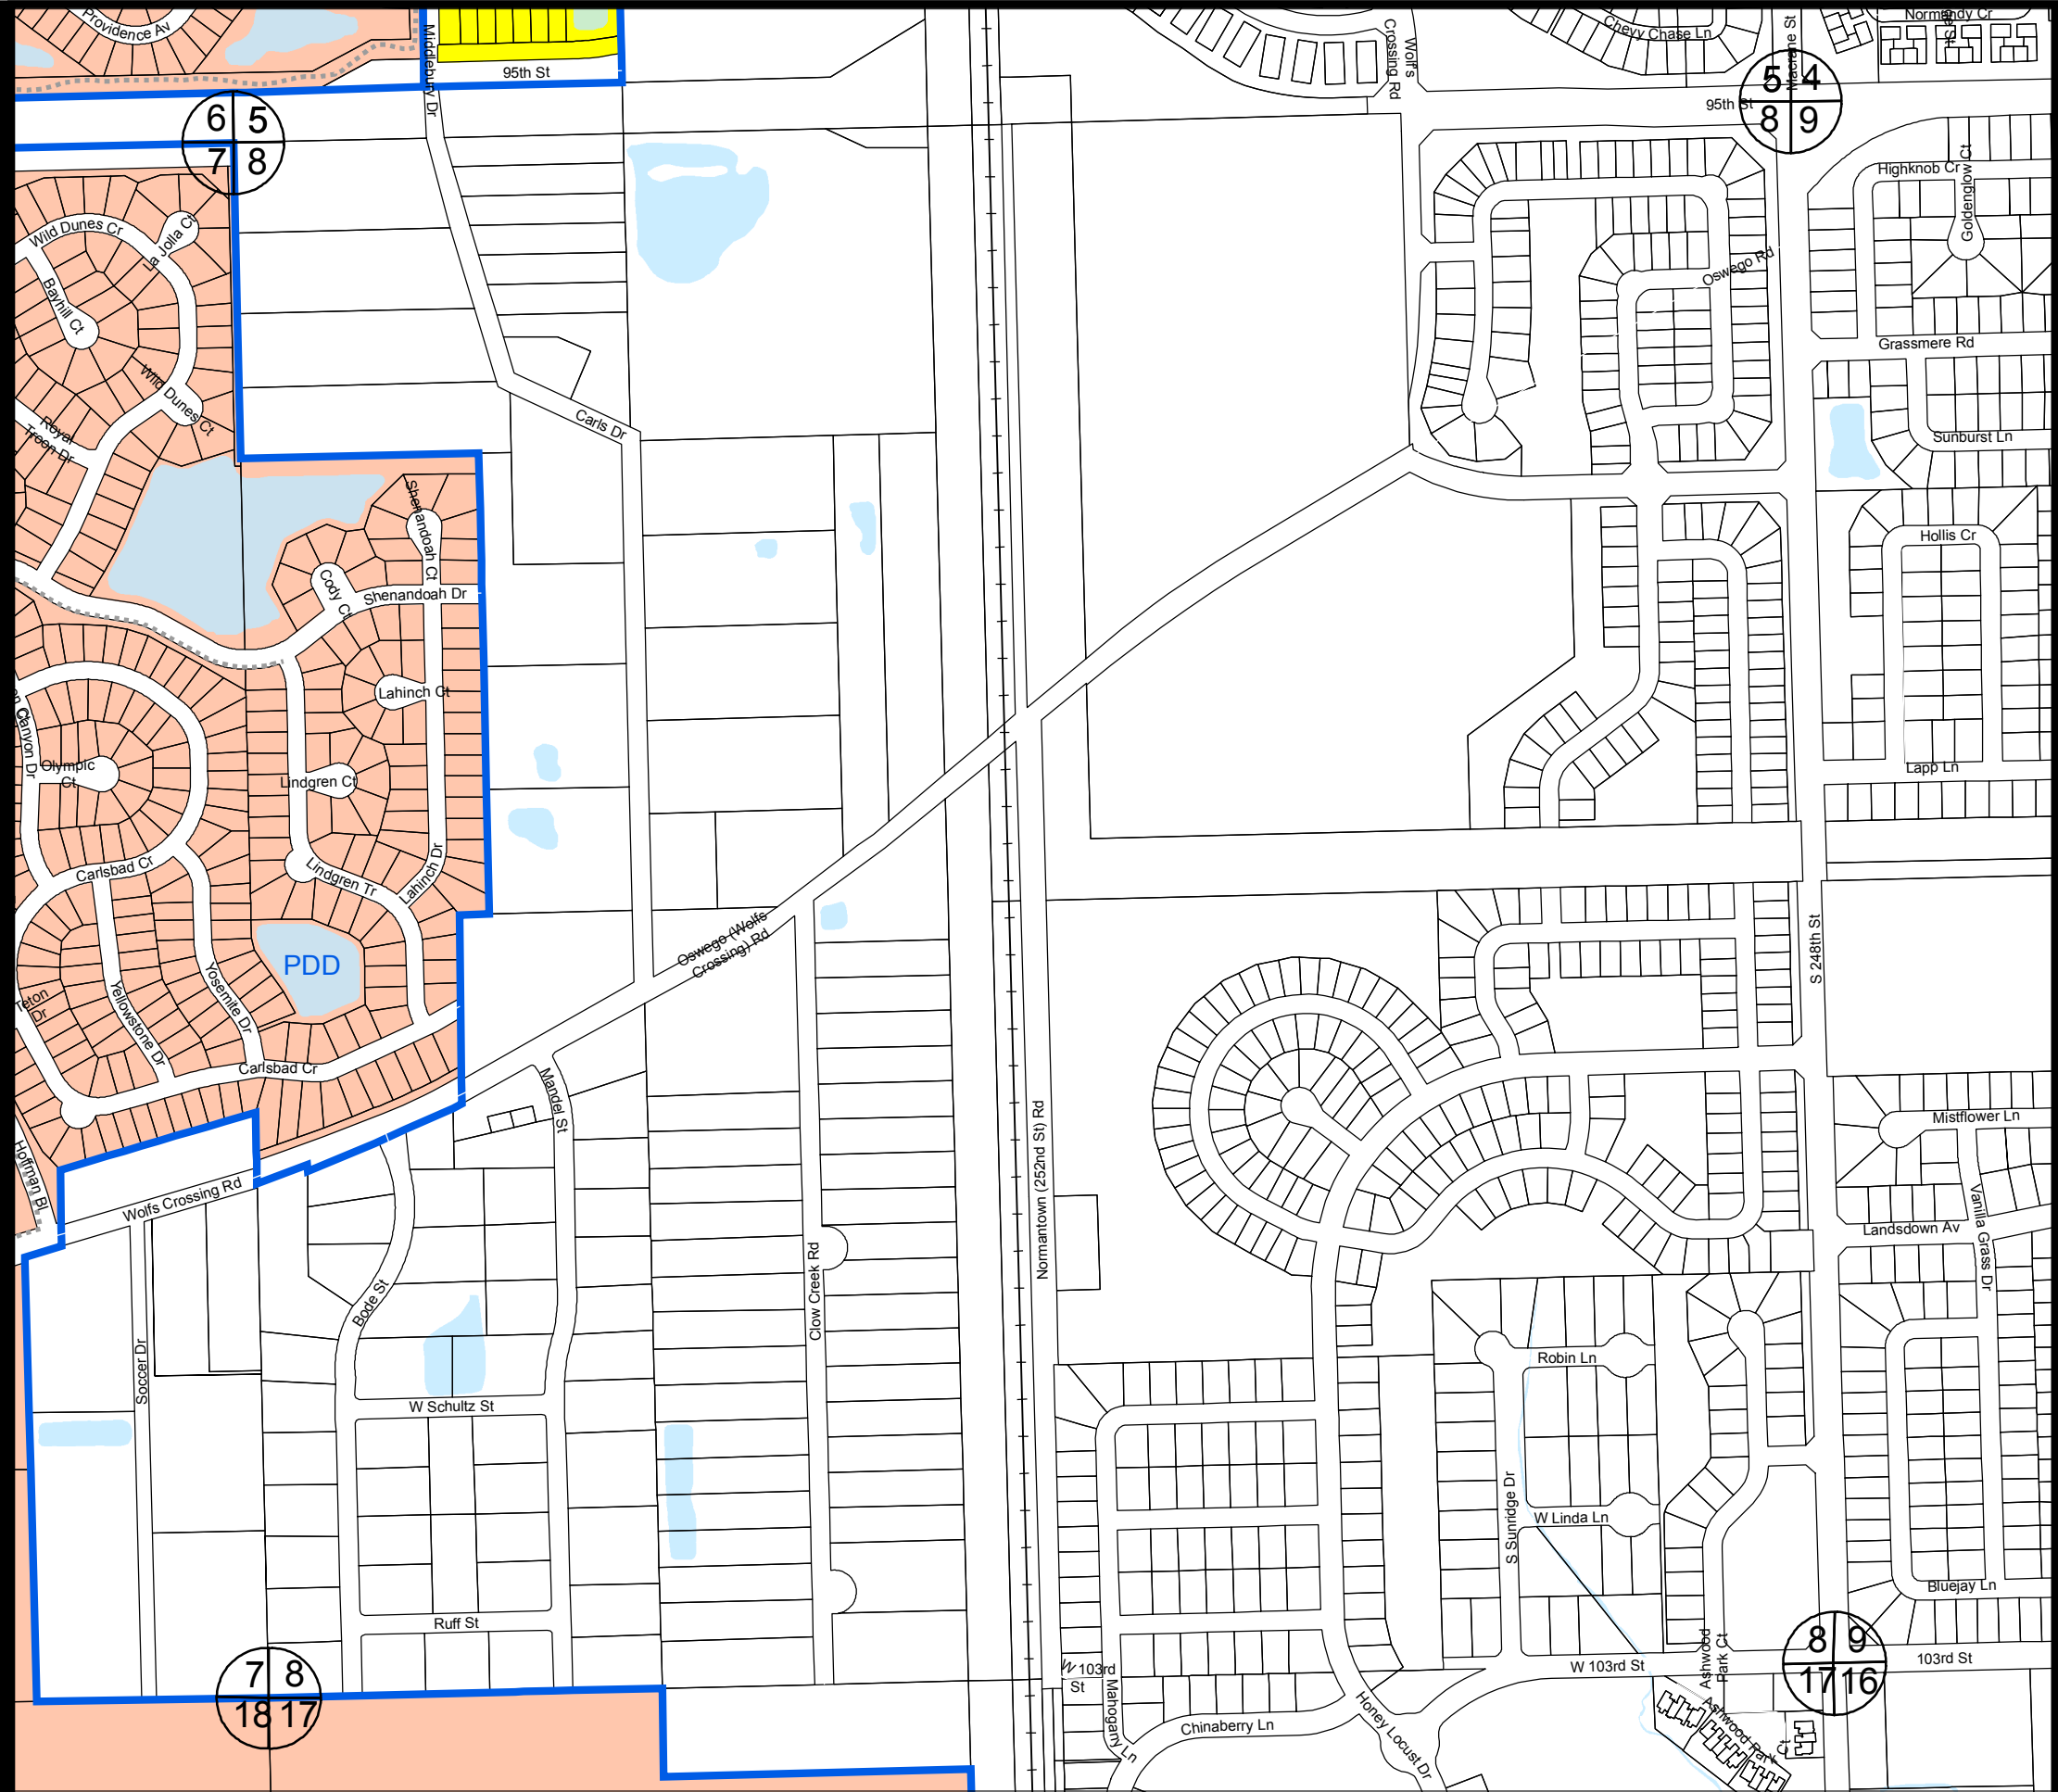 Providence Av
Middlebury Dr
95th St
Wolf's
Crossing Rd
Chevy Chase Ln
Macrane St
Normandy Cr
5 4
8 9
95th St
6 5
7 8
Wild Dunes Cr
La Jolla Ct
Bayhill Ct
Wild Dunes Ct
Royal
Troon Dr
Carls Dr
Oswego Rd
Highknob Cr
Goldenglow Ct
Grassmere Rd
Sunburst Ln
Hollis Cr
Lapp Ln
Shenandoah Ct
Cody Ct
Shenandoah Dr
Lahinch Ct
Canyon Dr
Olympic
Ct
Lindgren Ct
Carlsbad Cr
Lindgren Tr
Lahinch Dr
PDD
Teton
Dr
Yellowstone Dr
Yosemite Dr
Carlsbad Cr
Oswego (Wolfs
Crossing) Rd
S 248th St
Mandel St
Hoffman Bl
Wolfs Crossing Rd
Normantown (252nd St) Rd
Mistflower Ln
Vanilla Grass Dr
Landsdown Av
Clow Creek Rd
Bode St
Soccer Dr
W Schultz St
Robin Ln
S Sunridge Dr
W Linda Ln
Bluejay Ln
Ruff St
7 8
18 17
W 103rd
St
Mahogany Ln
Chinaberry Ln
Honey Locust Dr
W 103rd St
Ashwood
Park Ct
Ashwood Park
Ct
8 9
17 16
103rd St